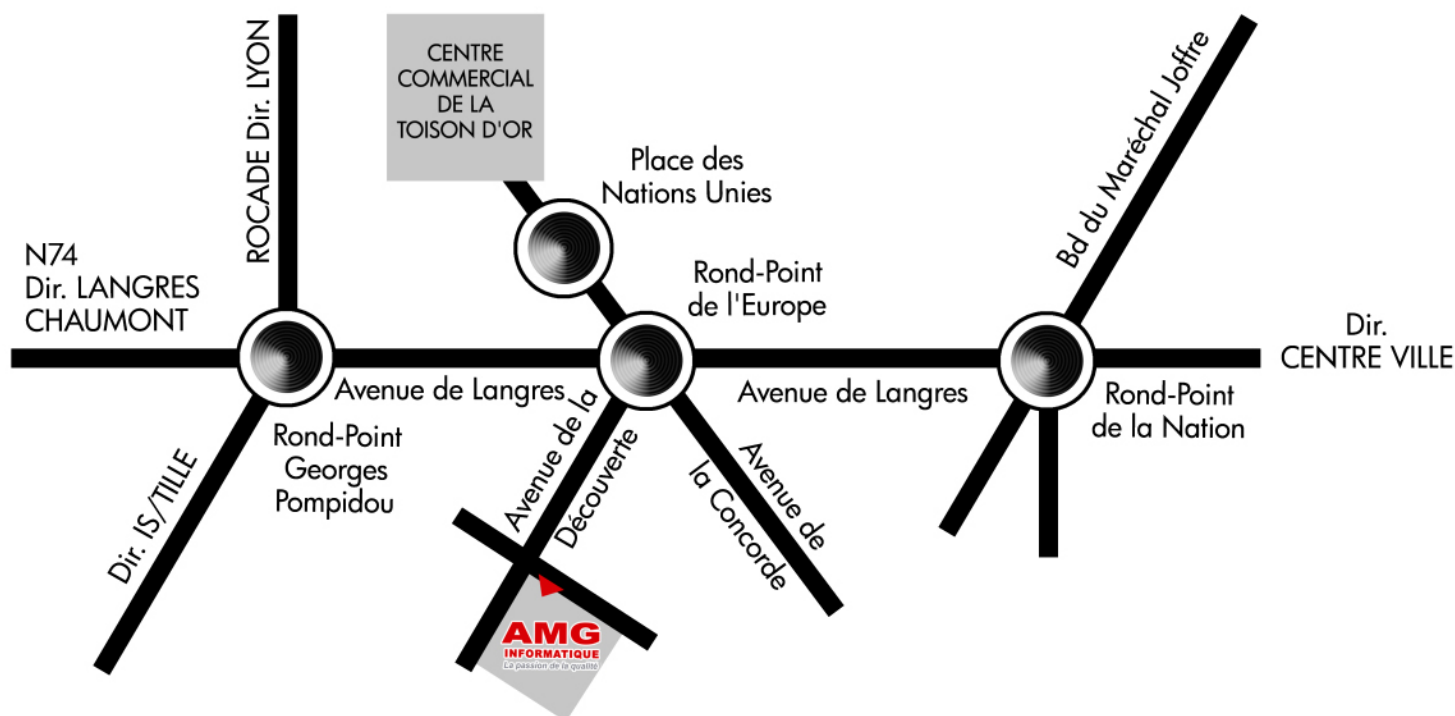 CENTRE
COMMERCIAL
DE LA
TOISON D'OR
ROCADE Dir. LYON
Place des
Nations Unies
Bd du Maréchal Joffre
N74
Dir. LANGRES
CHAUMONT
Rond-Point
de l'Europe
Dir.
CENTRE VILLE
Avenue de Langres
Avenue de Langres
Rond-Point
de la Nation
Rond-Point
Georges
Pompidou
Dir. IS/TILLE
Avenue de la
Découverte
Avenue de
la Concorde
AMG
INFORMATIQUE
La passion de la qualité